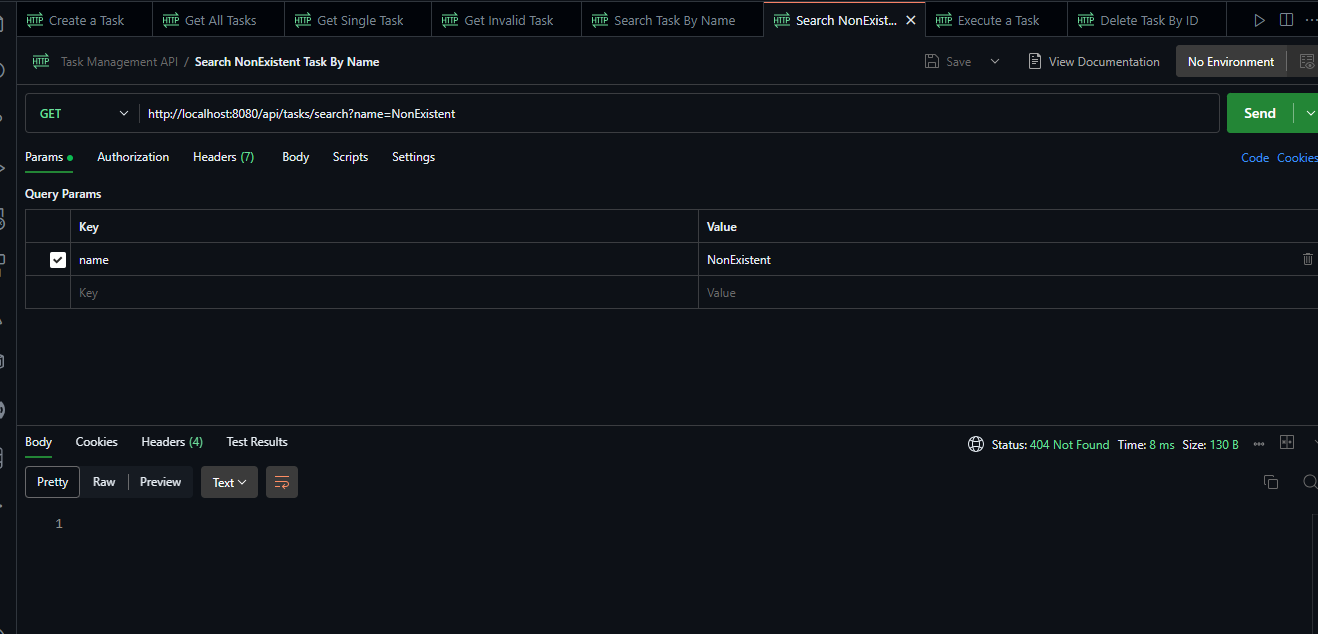 HTTP Create a Task HTTP Get All Tasks HTTP Get Single Task HTTP Get Invalid Task HTTP Search Task By Name HTTP Search NonExist... HTTP Execute a Task HTTP Delete Task By ID
HTTP Task Management API / Search NonExistent Task By Name Save View Documentation No Environment
GET http://localhost:8080/api/tasks/search?name=NonExistent Send
Params Authorization Headers (7) Body Scripts Settings Code Cookies
Query Params
Key Value
name NonExistent
Key Value
Body Cookies Headers (4) Test Results Status: 404 Not Found Time: 8 ms Size: 130 B
Pretty Raw Preview Text
1